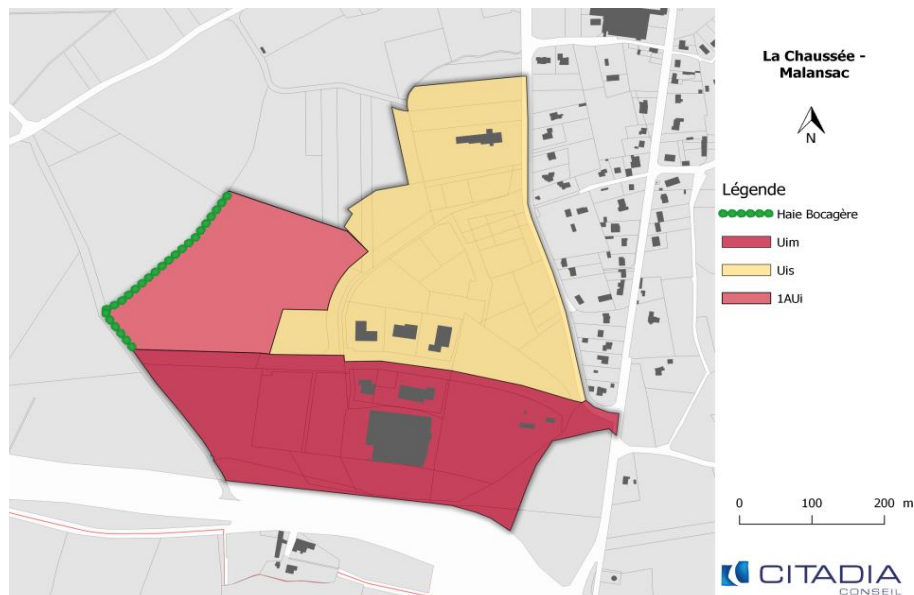 La Chaussée -
Malansac
N
Légende
Haie Bocagère
Uim
Uis
1AUi
0 100 200 m
CITADIA
CONSEIL